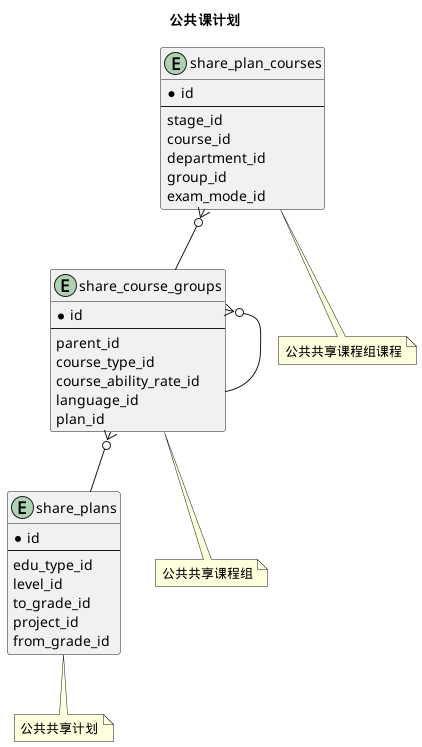 公共课计划
E share_plan_courses
* id
stage_id
course_id
department_id
group_id
exam_mode_id
E share_course_groups
* id
parent_id
course_type_id
course_ability_rate_id
language_id
plan_id
公共共享课程组课程
E share_plans
* id
edu_type_id
level_id
to_grade_id
project_id
from_grade_id
公共共享课程组
公共共享计划